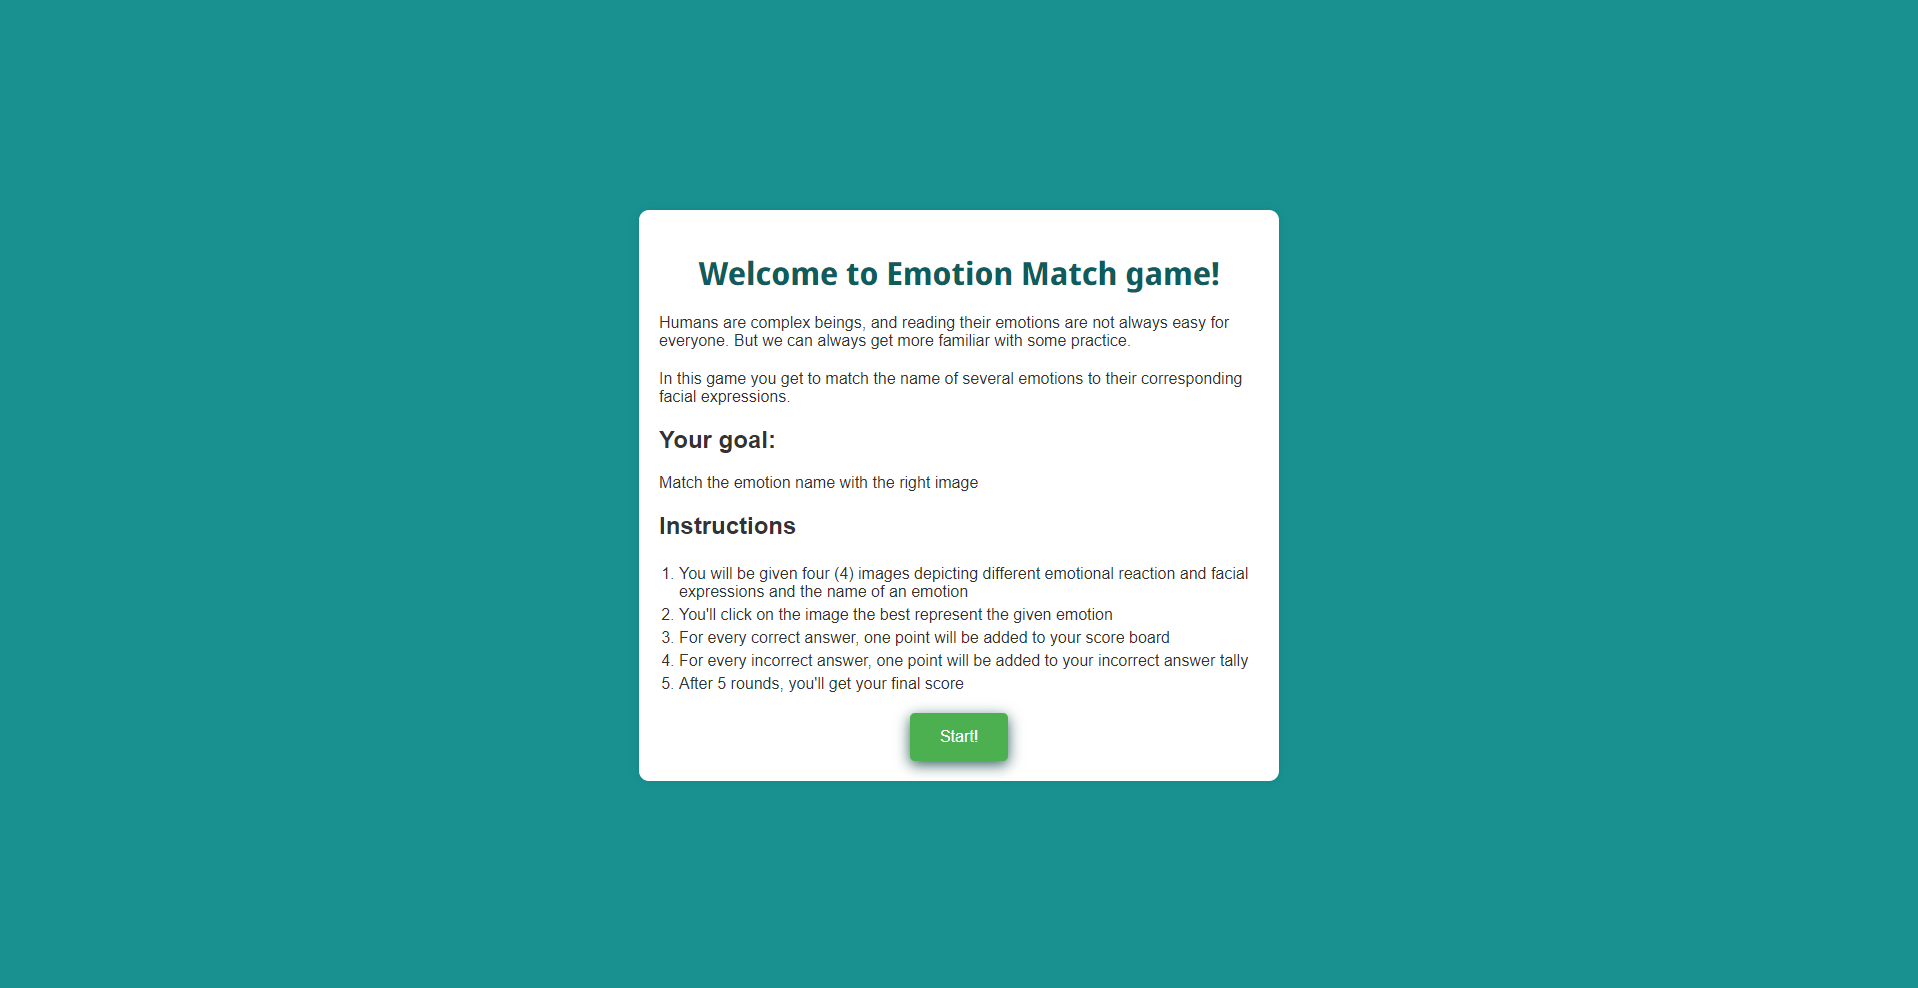 Welcome to Emotion Match game!
Humans are complex beings, and reading their emotions are not always easy for
everyone. But we can always get more familiar with some practice.
In this game you get to match the name of several emotions to their corresponding
facial expressions.
Your goal:
Match the emotion name with the right image
Instructions
1. You will be given four (4) images depicting different emotional reaction and facial
expressions and the name of an emotion
2. You'll click on the image the best represent the given emotion
3. For every correct answer, one point will be added to your score board
4. For every incorrect answer, one point will be added to your incorrect answer tally
5. After 5 rounds, you'll get your final score
Start!